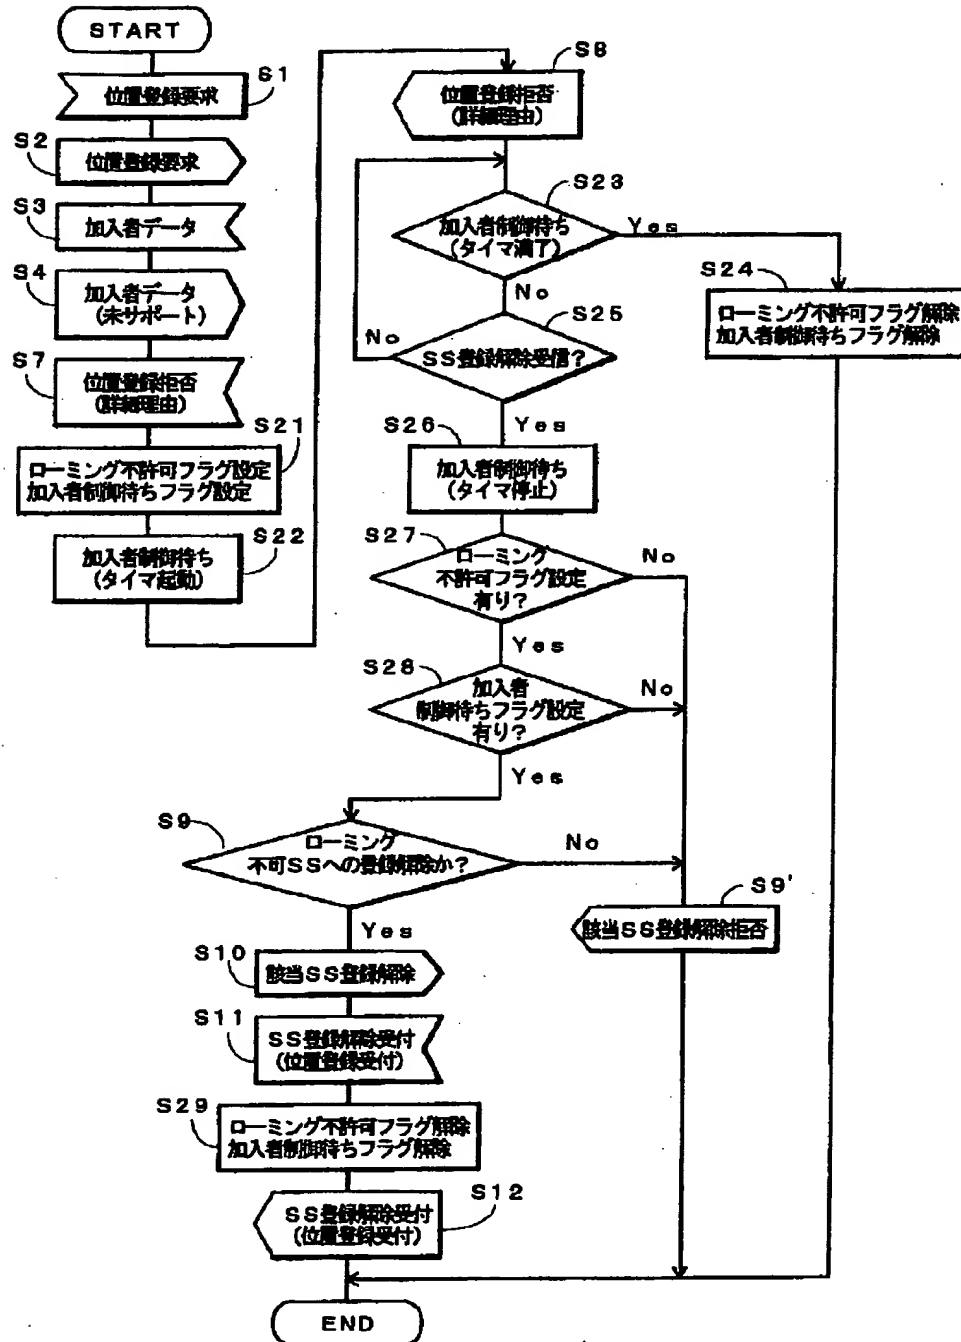 START
S1
位置登録要求
S2
位置登録要求
S3
加入者データ
S4
加入者データ
(未サポート)
S7
位置登録拒否
(詳細理由)
S21
ローミング不許可フラグ設定
加入者制御待ちフラグ設定
S22
加入者制御待ち
(タイマ起動)
S8
位置登録拒否
(詳細理由)
S23
加入者制御待ち
(タイマ満了)
Yes
No
S24
ローミング不許可フラグ解除
加入者制御待ちフラグ解除
S25
No
SS登録解除受信?
Yes
S26
加入者制御待ち
(タイマ停止)
S27
ローミング
不許可フラグ設定
有り?
No
Yes
S28
加入者
制御待ちフラグ設定
有り?
No
Yes
S9
ローミング
不可SSへの登録解除か?
No
Yes
S9'
該当SS登録解除拒否
S10
該当SS登録解除
S11
SS登録解除受付
(位置登録受付)
S29
ローミング不許可フラグ解除
加入者制御待ちフラグ解除
S12
SS登録解除受付
(位置登録受付)
END